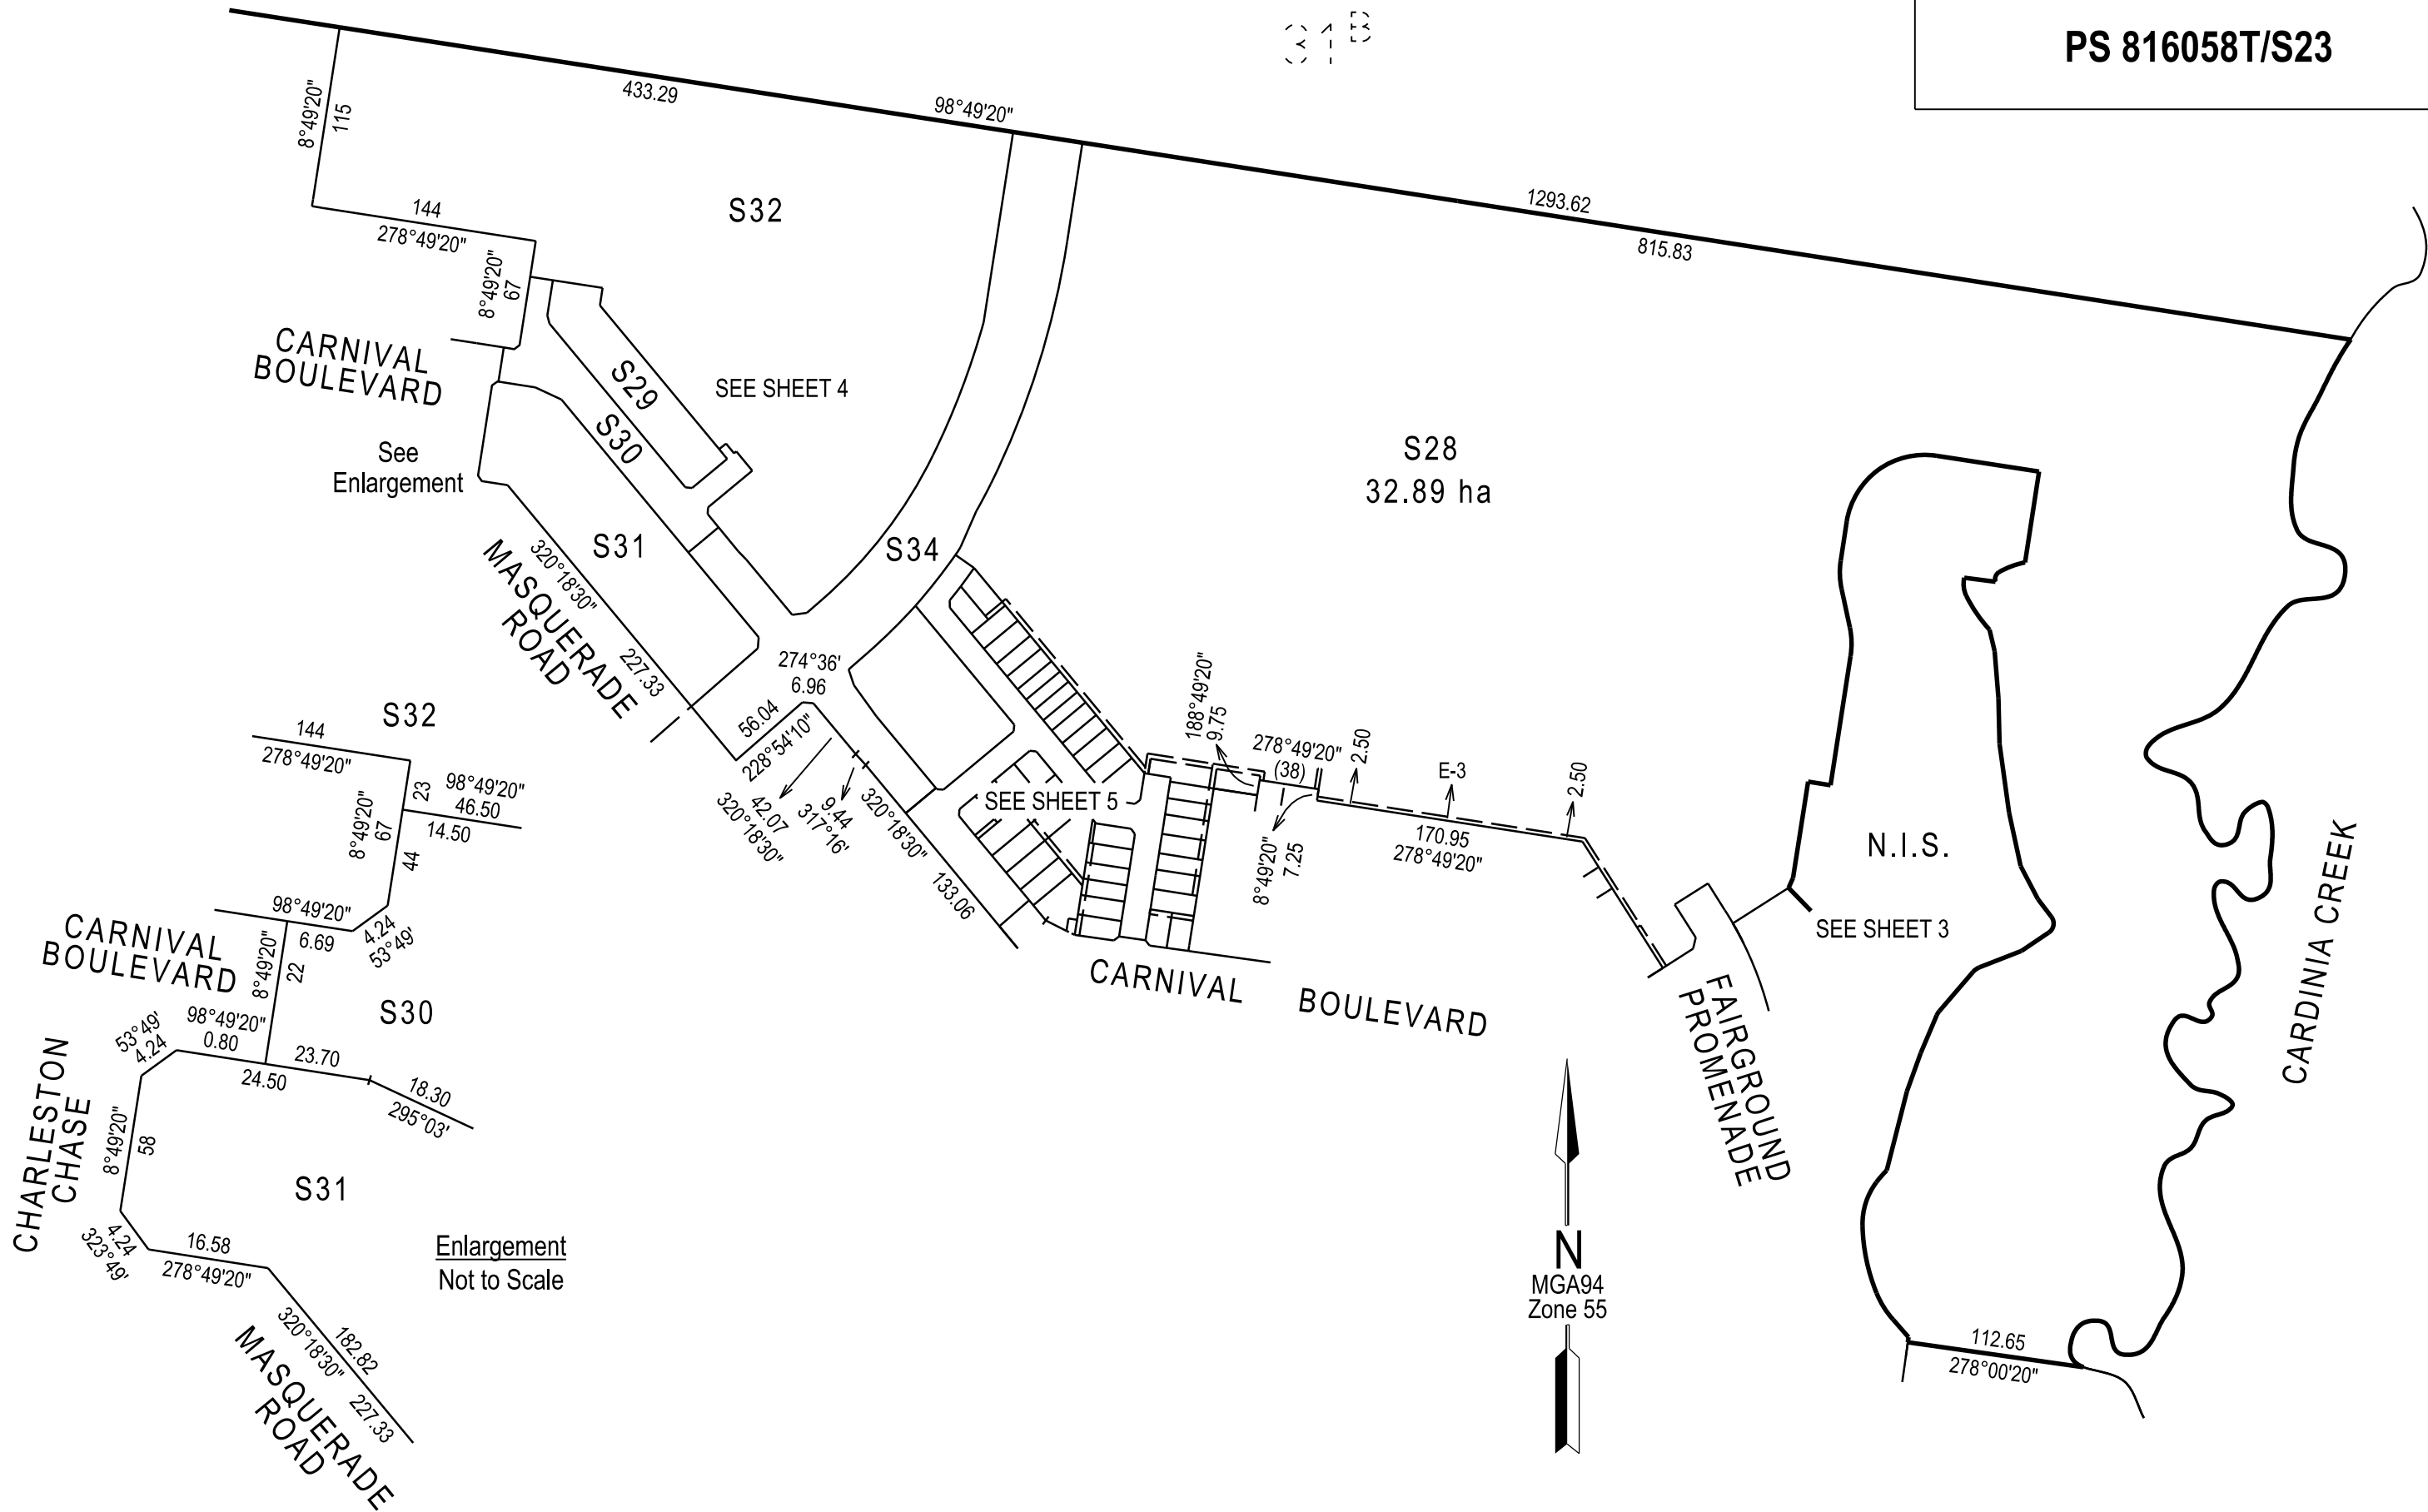 31 B
PS 816058T/S23
433.29
98°49'20"
1293.62
815.83
8°49'20"
115
144
278°49'20"
S32
8°49'20"
67
CARNIVAL
BOULEVARD
S29
S30
SEE SHEET 4
See
Enlargement
S31
320°18'30"
227.33
MASQUERADE
ROAD
S34
S28
32.89 ha
274°36'
6.96
56.04
228°54'10"
42.07
320°18'30"
9.44
317°16'
320°18'30"
133.06
SEE SHEET 5
188°49'20"
9.75
278°49'20"
(38)
2.50
8°49'20"
7.25
E-3
170.95
278°49'20"
2.50
N.I.S.
SEE SHEET 3
CARNIVAL BOULEVARD
FAIRGROUND
PROMENADE
CARDINIA CREEK
112.65
278°00'20"
N
MGA94
Zone 55
S32
144
278°49'20"
23
98°49'20"
46.50
14.50
8°49'20"
67
44
98°49'20"
6.69
4.24
53°49'
CARNIVAL
BOULEVARD
8°49'20"
22
S30
53°49'
4.24
98°49'20"
0.80
23.70
24.50
18.30
295°03'
CHARLESTON
CHASE
8°49'20"
58
S31
4.24
323°49'
16.58
278°49'20"
320°18'30"
182.82
227.33
MASQUERADE
ROAD
Enlargement
Not to Scale